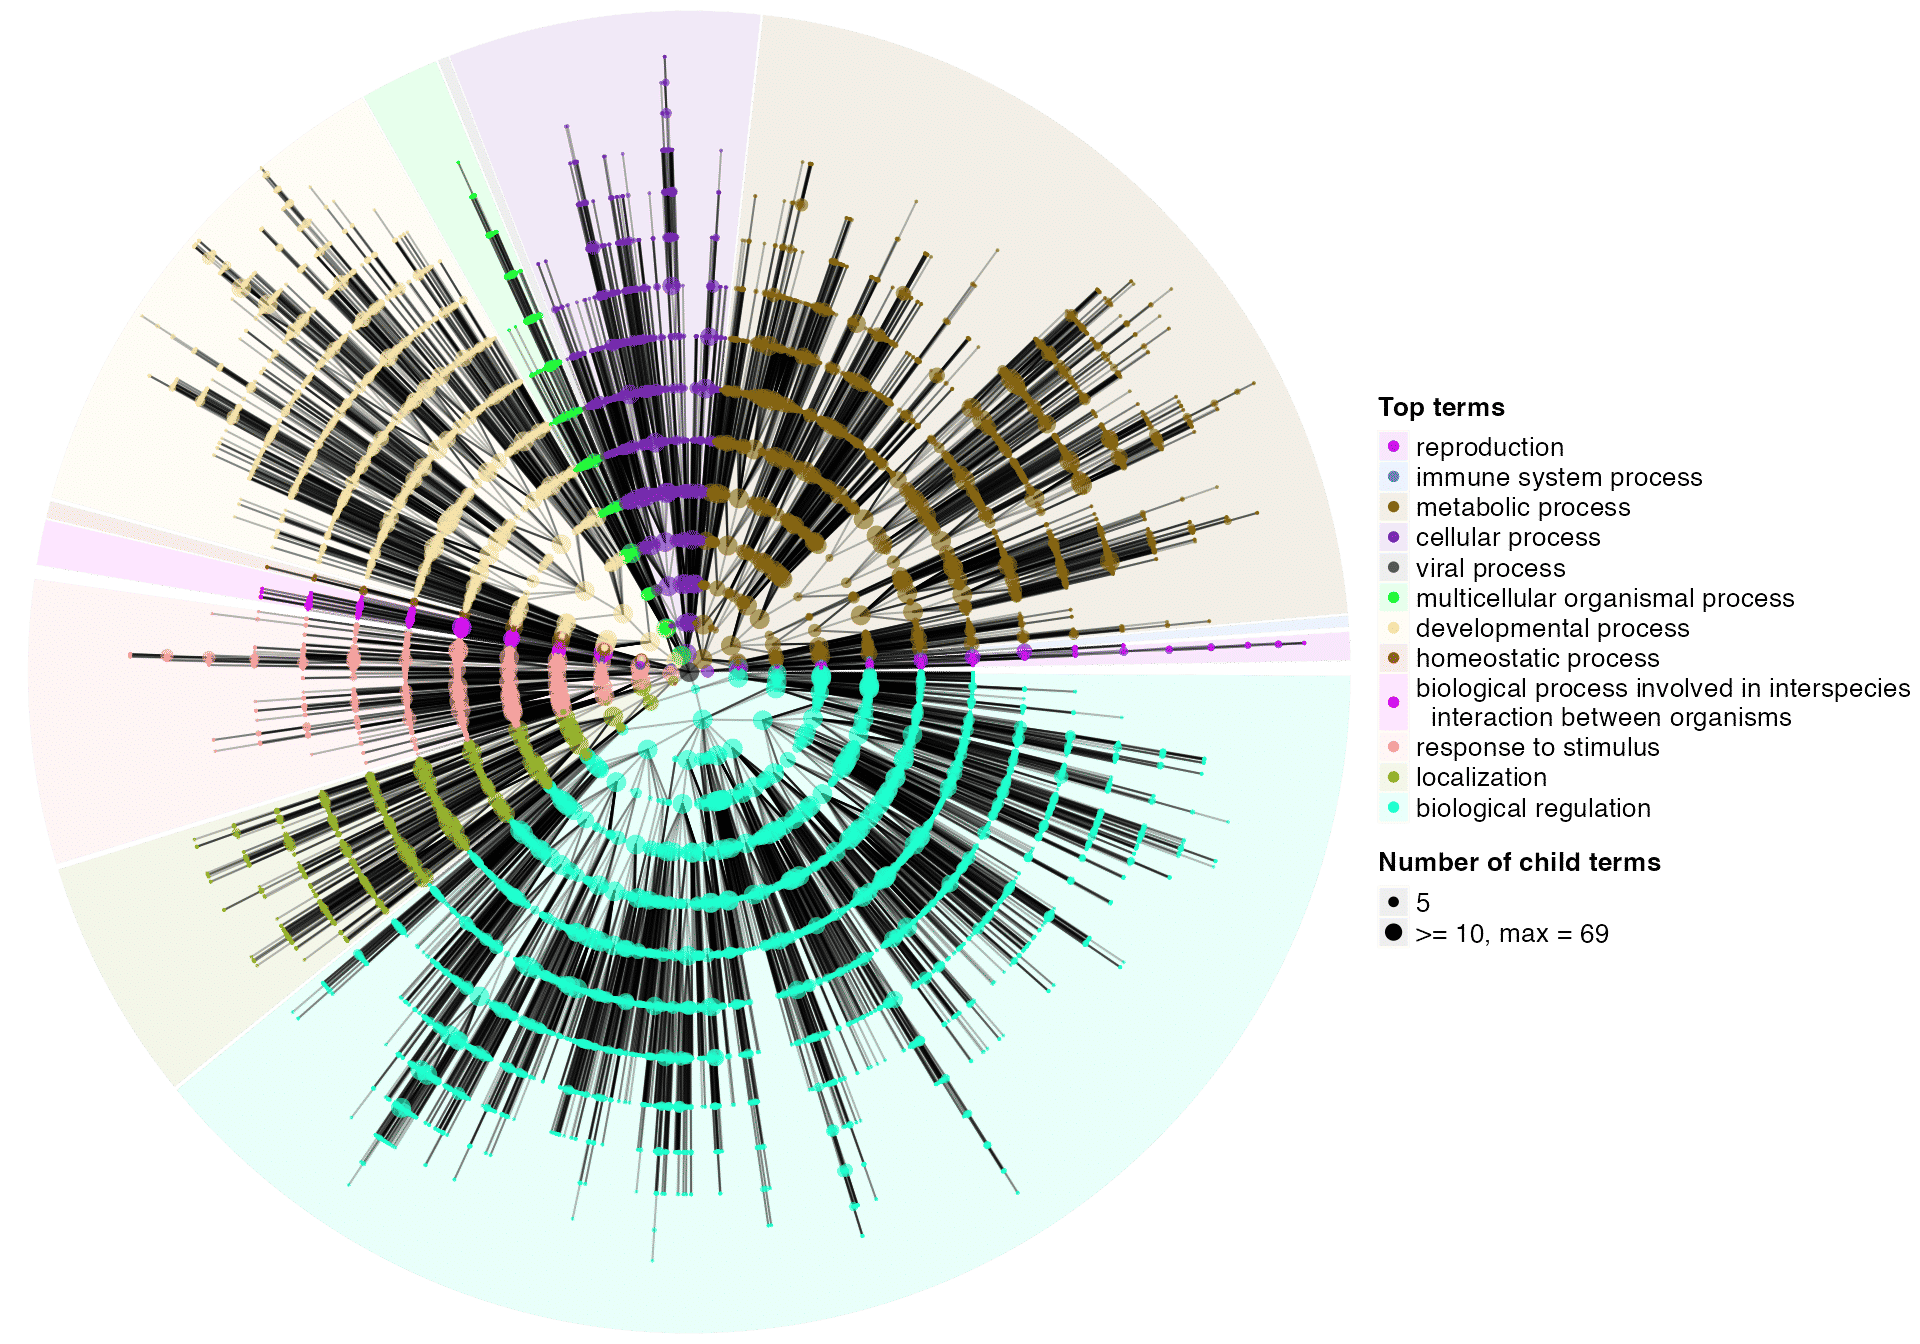 Top terms
reproduction
immune system process
metabolic process
cellular process
viral process
multicellular organismal process
developmental process
homeostatic process
biological process involved in interspecies
interaction between organisms
response to stimulus
localization
biological regulation
Number of child terms
5
>= 10, max = 69